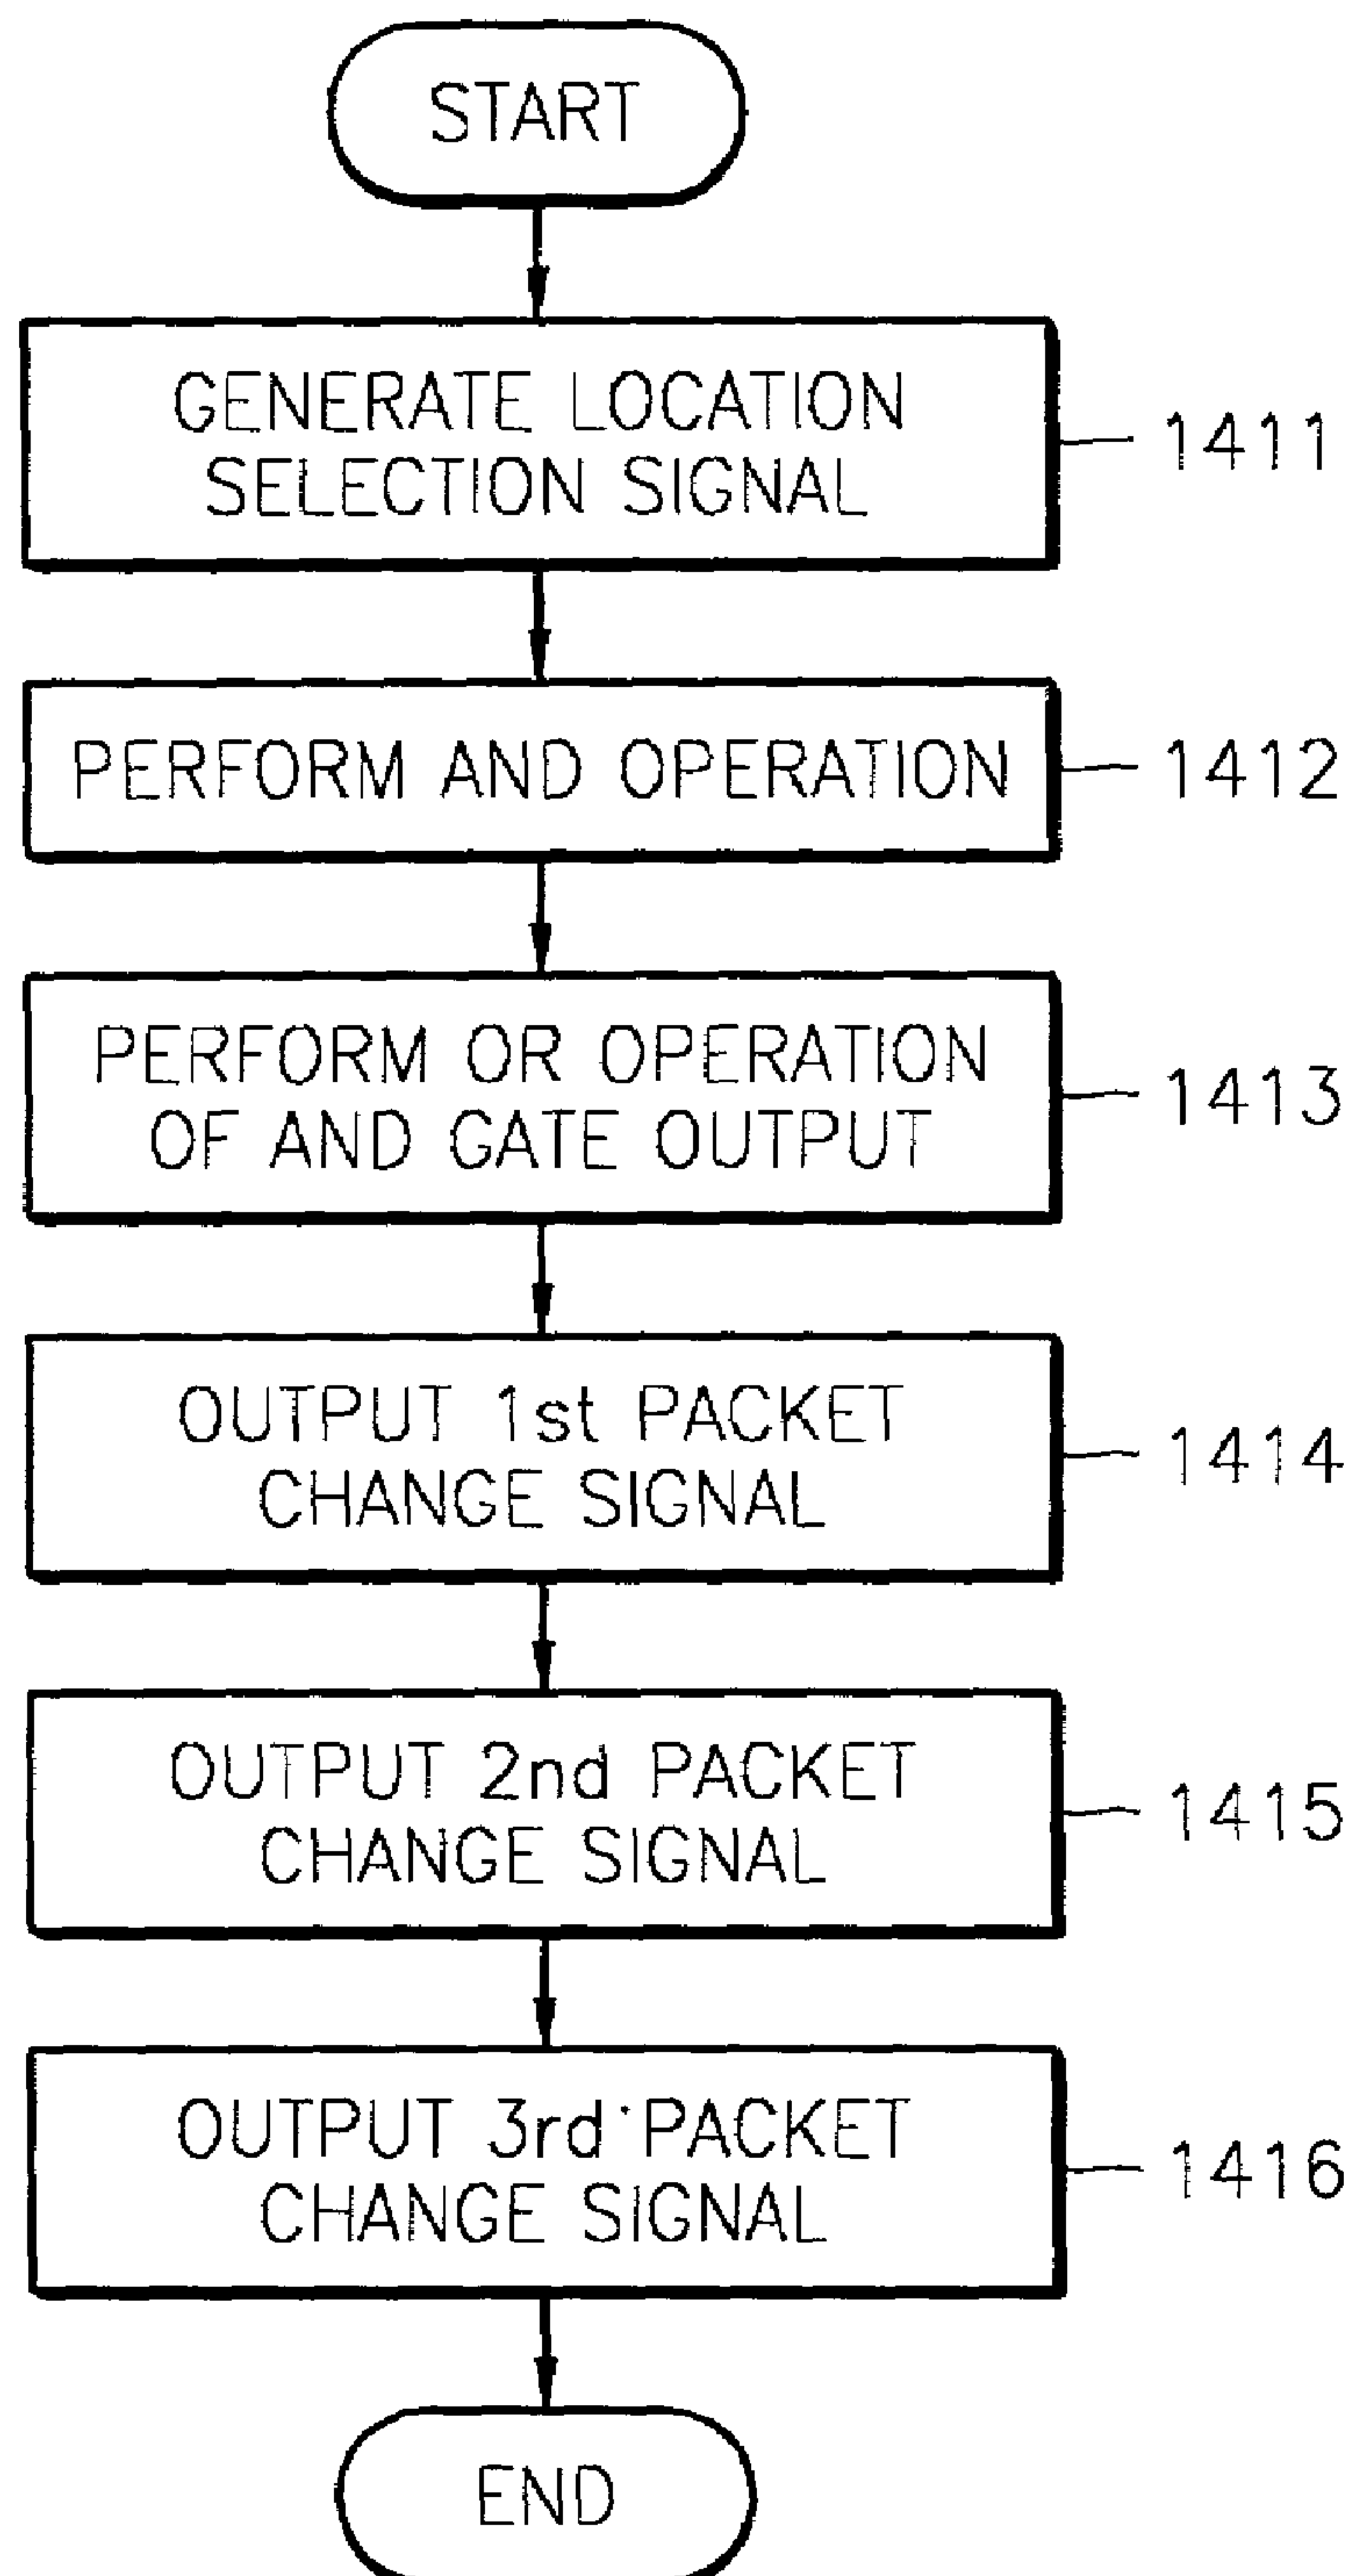 START
GENERATE LOCATION
SELECTION SIGNAL
1411
PERFORM AND OPERATION
1412
PERFORM OR OPERATION
OF AND GATE OUTPUT
1413
OUTPUT 1st PACKET
CHANGE SIGNAL
1414
OUTPUT 2nd PACKET
CHANGE SIGNAL
1415
OUTPUT 3rd PACKET
CHANGE SIGNAL
1416
END